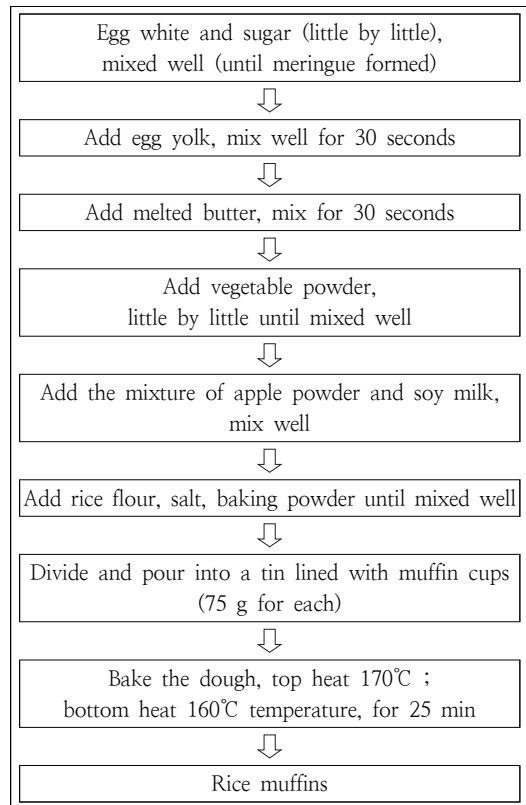 Egg white and sugar (little by little),
mixed well (until meringue formed)
Add egg yolk, mix well for 30 seconds
Add melted butter, mix for 30 seconds
Add vegetable powder,
little by little until mixed well
Add the mixture of apple powder and soy milk,
mix well
Add rice flour, salt, baking powder until mixed well
Divide and pour into a tin lined with muffin cups
(75 g for each)
Bake the dough, top heat 170℃ ;
bottom heat 160℃ temperature, for 25 min
Rice muffins